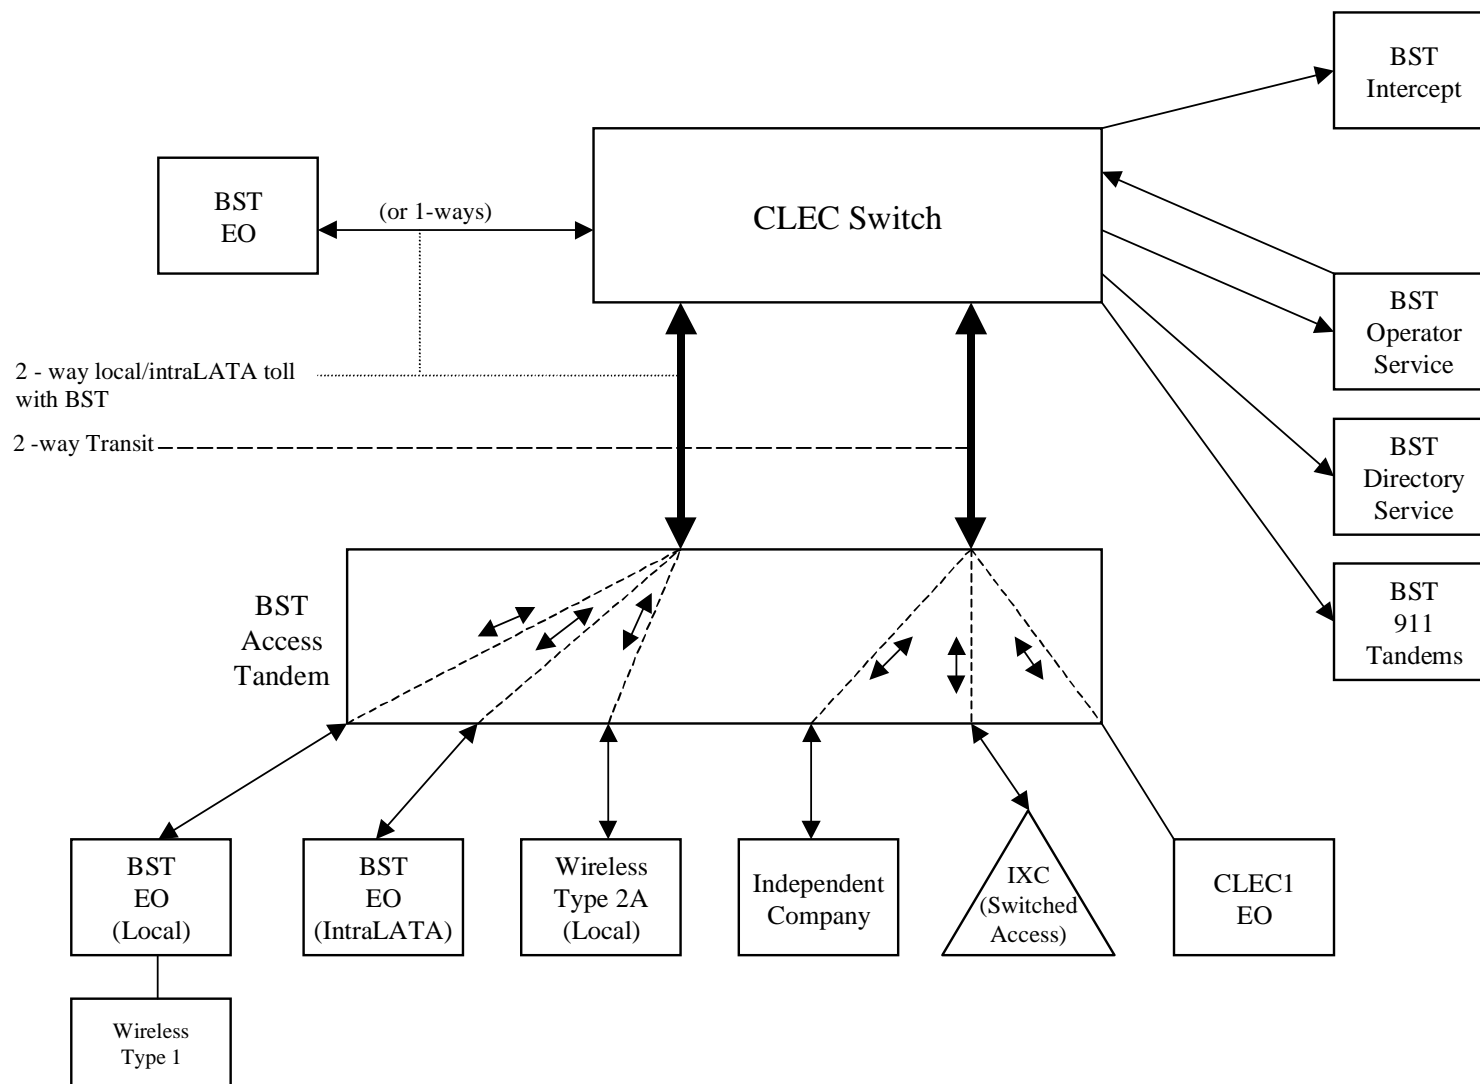 BST
Intercept
BST
EO
(or 1-ways)
CLEC Switch
BST
Operator
Service
2 - way local/intraLATA toll
with BST
2 -way Transit
BST
Directory
Service
BST
911
Tandems
BST
Access
Tandem
BST
EO
(Local)
BST
EO
(IntraLATA)
Wireless
Type 2A
(Local)
Independent
Company
IXC
(Switched
Access)
CLEC1
EO
Wireless
Type 1